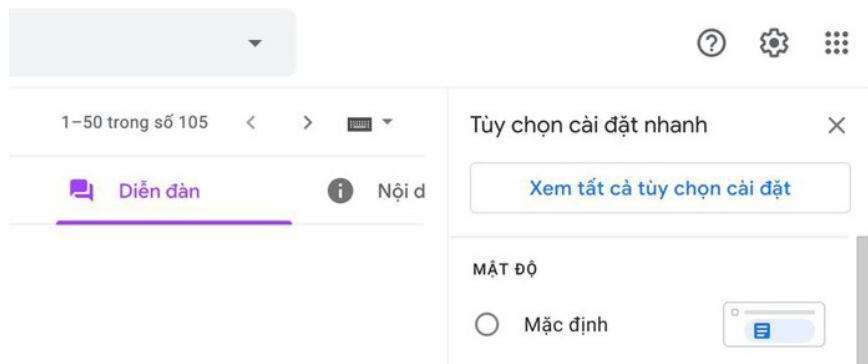 1–50 trong số 105
Diễn đàn
Nội d
Tùy chọn cài đặt nhanh
Xem tất cả tùy chọn cài đặt
MẬT ĐỘ
Mặc định